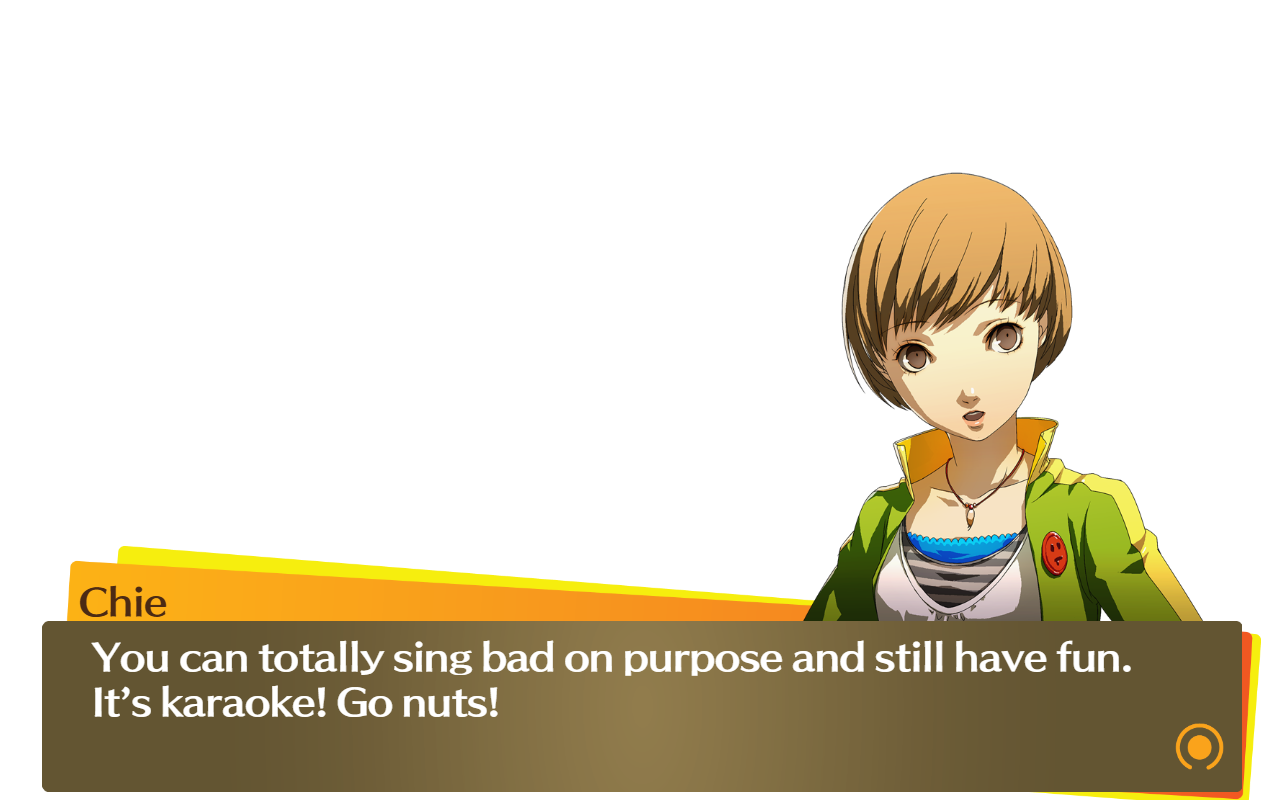 Chie
You can totally sing bad on purpose and still have fun.
It’s karaoke! Go nuts!